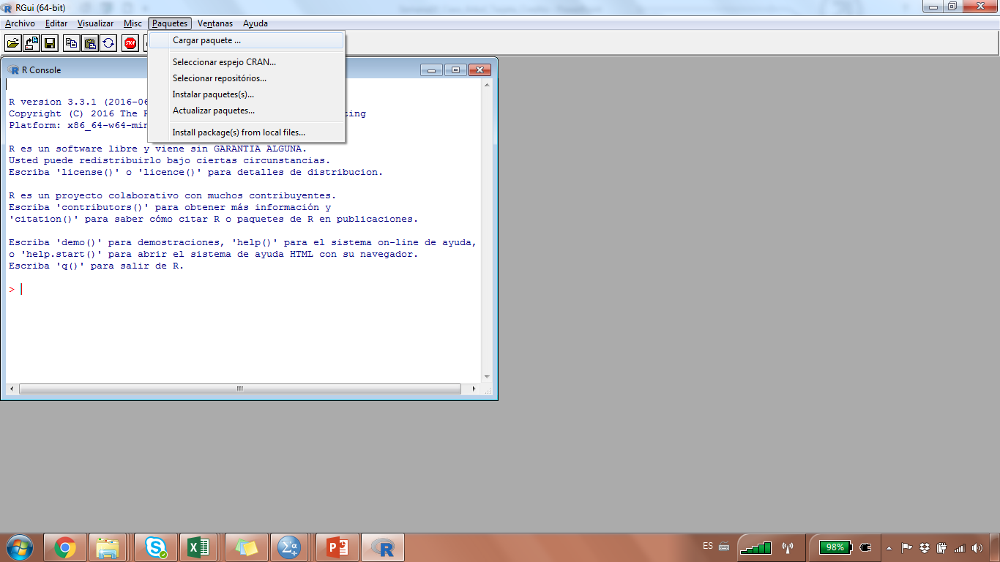 RGui (64-bit)
Archivo Editar Visualizar Misc Paquetes Ventanas Ayuda
STOP
Cargar paquete ...
Seleccionar espejo CRAN...
Selecionar repositórios...
Instalar paquetes(s)...
Actualizar paquetes...
Install package(s) from local files...
R Console
R version 3.3.1 (2016-06
Copyright (C) 2016 The R ting
Platform: x86_64-w64-min
R es un software libre y viene sin GARANTIA ALGUNA.
Usted puede redistribuirlo bajo ciertas circunstancias.
Escriba 'license()' o 'licence()' para detalles de distribucion.
R es un proyecto colaborativo con muchos contribuyentes.
Escriba 'contributors()' para obtener más información y
'citation()' para saber cómo citar R o paquetes de R en publicaciones.
Escriba 'demo()' para demostraciones, 'help()' para el sistema on-line de ayuda,
o 'help.start()' para abrir el sistema de ayuda HTML con su navegador.
Escriba 'q()' para salir de R.
>
ES 98%